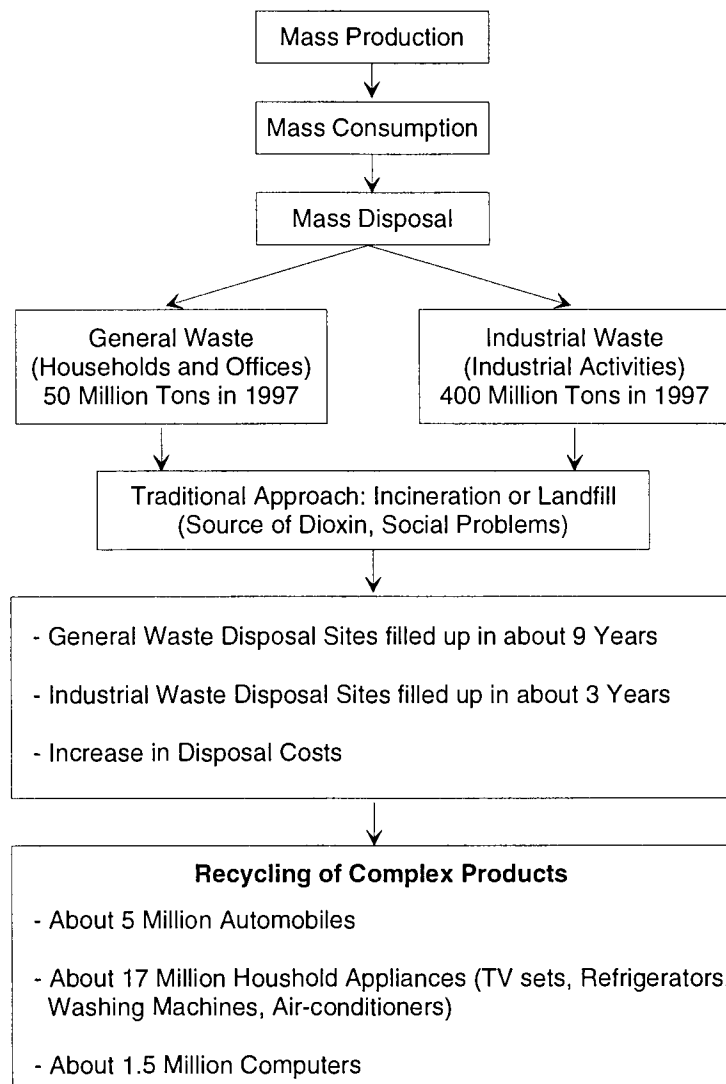 Mass Production
Mass Consumption
Mass Disposal
General Waste
(Households and Offices)
50 Million Tons in 1997
Industrial Waste
(Industrial Activities)
400 Million Tons in 1997
Traditional Approach: Incineration or Landfill
(Source of Dioxin, Social Problems)
- General Waste Disposal Sites filled up in about 9 Years
- Industrial Waste Disposal Sites filled up in about 3 Years
- Increase in Disposal Costs
Recycling of Complex Products
- About 5 Million Automobiles
- About 17 Million Houshold Appliances (TV sets, Refrigerators
Washing Machines, Air-conditioners)
- About 1.5 Million Computers